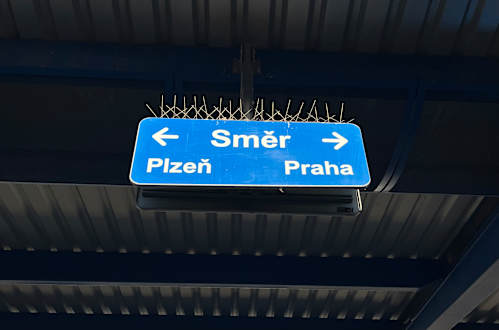 ← Směr →
Plzeň Praha